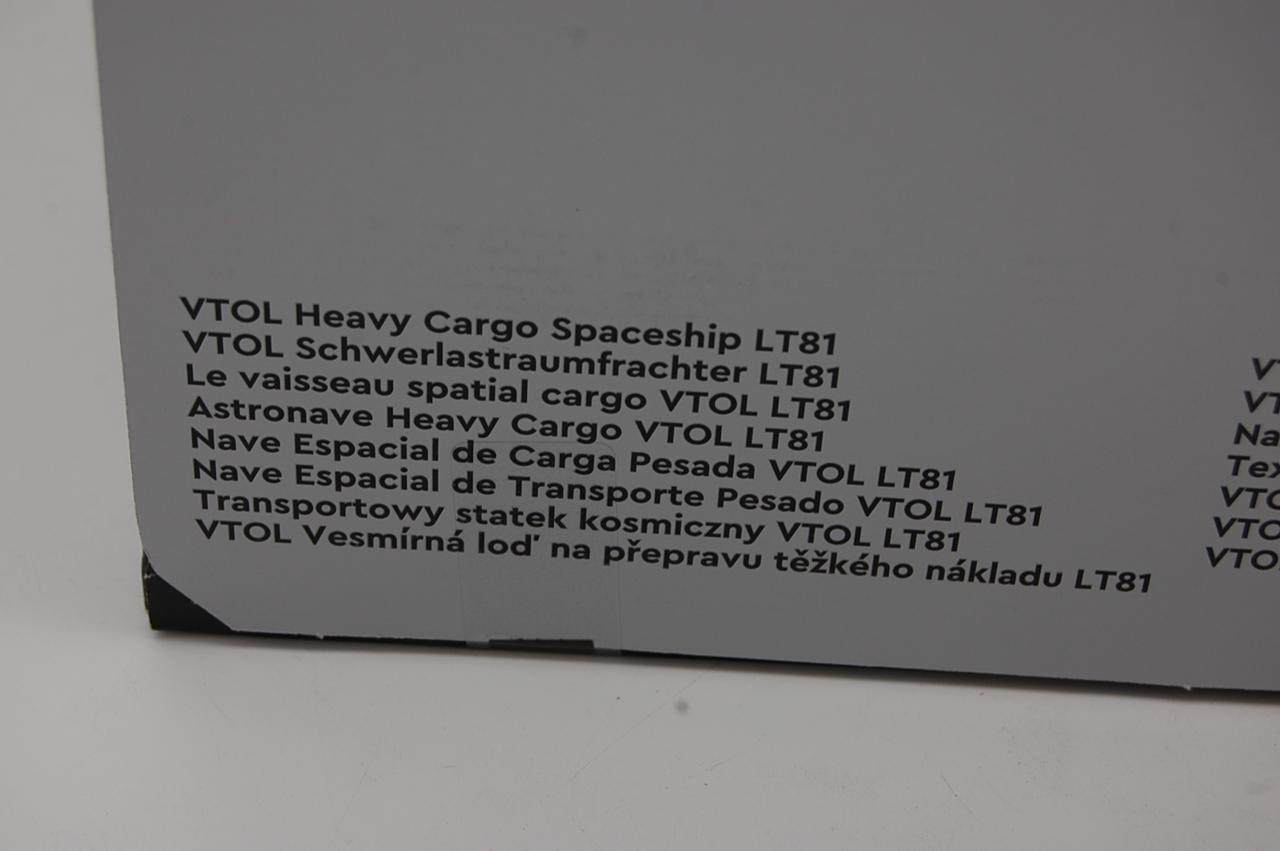 VTOL Heavy Cargo Spaceship LT81
VTOL Schwerlastraumfrachter LT81
Le vaisseau spatial cargo VTOL LT81
Astronave Heavy Cargo VTOL LT81
Nave Espacial de Carga Pesada VTOL LT81
Nave Espacial de Transporte Pesado VTOL LT81
Transportowy statek kosmiczny VTOL LT81
VTOL Vesmírná loď na přepravu těžkého nákladu LT81